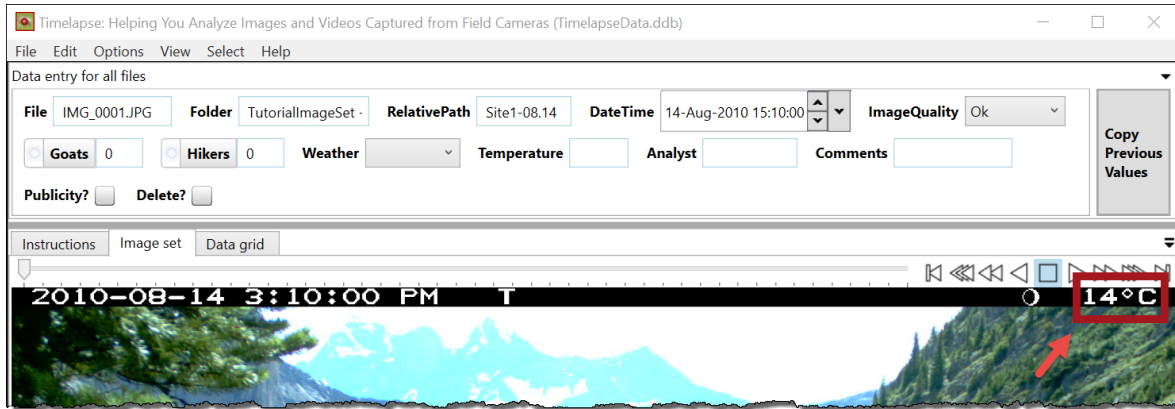 Timelapse: Helping You Analyze Images and Videos Captured from Field Cameras (TimelapseData.ddb)
File Edit Options View Select Help
Data entry for all files
File IMG_0001.JPG Folder TutorialImageSet - RelativePath Site1-08.14 DateTime 14-Aug-2010 15:10:00 ImageQuality Ok
Goats 0 Hikers 0 Weather Temperature Analyst Comments
Publicity? Delete?
Copy
Previous
Values
Instructions Image set Data grid
2010-08-14 3:10:00 PM T 14°C